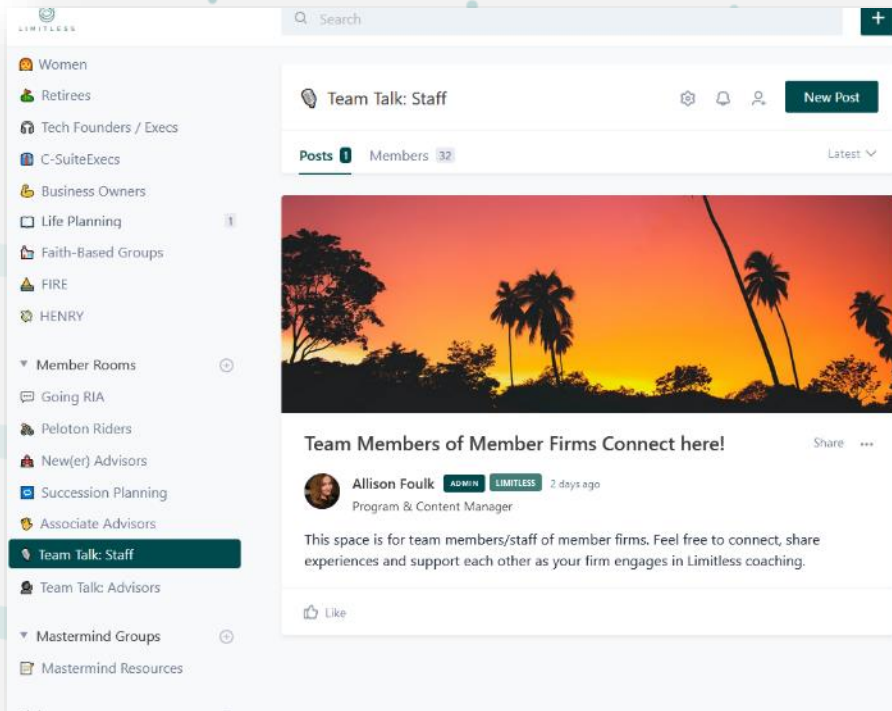 LIMITLESS
Search
+
Women
Retirees
Tech Founders / Execs
C-SuiteExecs
Business Owners
Life Planning 1
Faith-Based Groups
FIRE
HENRY
Member Rooms
Going RIA
Peloton Riders
New(er) Advisors
Succession Planning
Associate Advisors
Team Talk: Staff
Team Talk: Advisors
Mastermind Groups
Mastermind Resources
Team Talk: Staff
New Post
Posts 1 Members 32
Latest
Team Members of Member Firms Connect here!
Share ...
Allison Foulk ADMIN LIMITLESS 2 days ago
Program & Content Manager
This space is for team members/staff of member firms. Feel free to connect, share
experiences and support each other as your firm engages in Limitless coaching.
Like